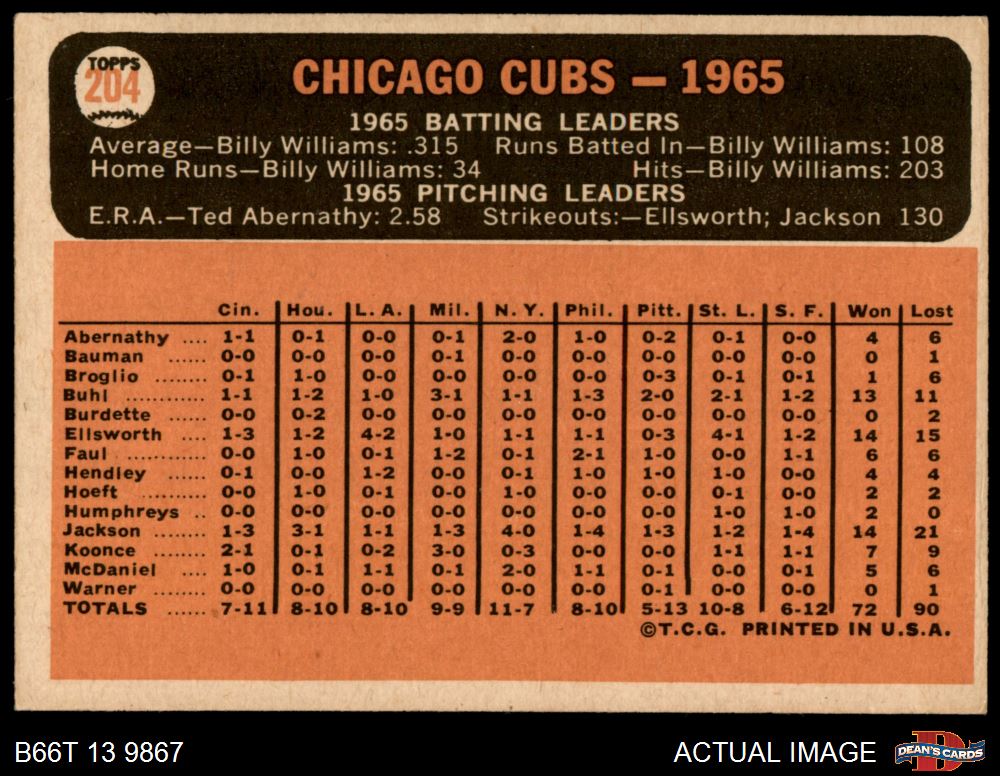 TOPPS
204
CHICAGO CUBS — 1965
1965 BATTING LEADERS
Average—Billy Williams: .315 Runs Batted In—Billy Williams: 108
Home Runs—Billy Williams: 34 Hits—Billy Williams: 203
1965 PITCHING LEADERS
E.R.A.—Ted Abernathy: 2.58 Strikeouts:—Ellsworth; Jackson 130
Cin. Hou. L. A. Mil. N. Y. Phil. Pitt. St. L. S. F. Won Lost
Abernathy .... 1-1 0-1 0-0 0-1 2-0 1-0 0-2 0-1 0-0 4 6
Bauman ...... 0-0 0-0 0-0 0-1 0-0 0-0 0-0 0-0 0-0 0 1
Broglio ........ 0-1 1-0 0-0 0-0 0-0 0-0 0-3 0-1 0-1 1 6
Buhl ............ 1-1 1-2 1-0 3-1 1-1 1-3 2-0 2-1 1-2 13 11
Burdette ...... 0-0 0-2 0-0 0-0 0-0 0-0 0-0 0-0 0-0 0 2
Ellsworth .... 1-3 1-2 4-2 1-0 1-1 1-1 0-3 4-1 1-2 14 15
Faul ............ 0-0 1-0 0-1 1-2 0-1 2-1 1-0 0-0 1-1 6 6
Hendley ...... 0-1 0-0 1-2 0-0 0-1 1-0 1-0 1-0 0-0 4 4
Hoeft .......... 0-0 1-0 0-1 0-0 1-0 0-0 0-0 0-1 0-0 2 2
Humphreys .. 0-0 0-0 0-0 0-0 0-0 0-0 0-0 1-0 1-0 2 0
Jackson ........ 1-3 3-1 1-1 1-3 4-0 1-4 1-3 1-2 1-4 14 21
Koonce ........ 2-1 0-1 0-2 3-0 0-3 0-0 0-0 1-1 1-1 7 9
McDaniel .... 1-0 0-1 1-1 0-1 2-0 1-1 0-1 0-0 0-1 5 6
Warner ........ 0-0 0-0 0-0 0-0 0-0 0-0 0-1 0-0 0-0 0 1
TOTALS ...... 7-11 8-10 8-10 9-9 11-7 8-10 5-13 10-8 6-12 72 90
©T.C.G. PRINTED IN U.S.A.
B66T 13 9867
ACTUAL IMAGE
DEAN'S CARDS